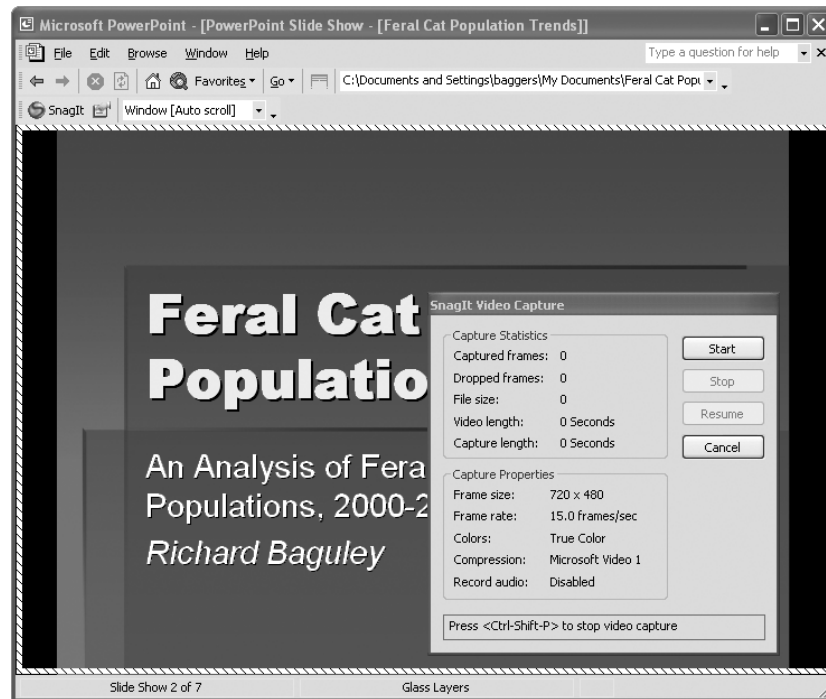 Microsoft PowerPoint - [PowerPoint Slide Show - [Feral Cat Population Trends]]
File Edit Browse Window Help Type a question for help
Favorites Go C:\Documents and Settings\baggers\My Documents\Feral Cat Popu
SnagIt Window [Auto scroll]
Feral Cat
Populatio
An Analysis of Fera
Populations, 2000-2
Richard Baguley
SnagIt Video Capture
Capture Statistics
Captured frames: 0
Dropped frames: 0
File size: 0
Video length: 0 Seconds
Capture length: 0 Seconds
Start
Stop
Resume
Cancel
Capture Properties
Frame size: 720 x 480
Frame rate: 15.0 frames/sec
Colors: True Color
Compression: Microsoft Video 1
Record audio: Disabled
Press <Ctrl-Shift-P> to stop video capture
Slide Show 2 of 7 Glass Layers